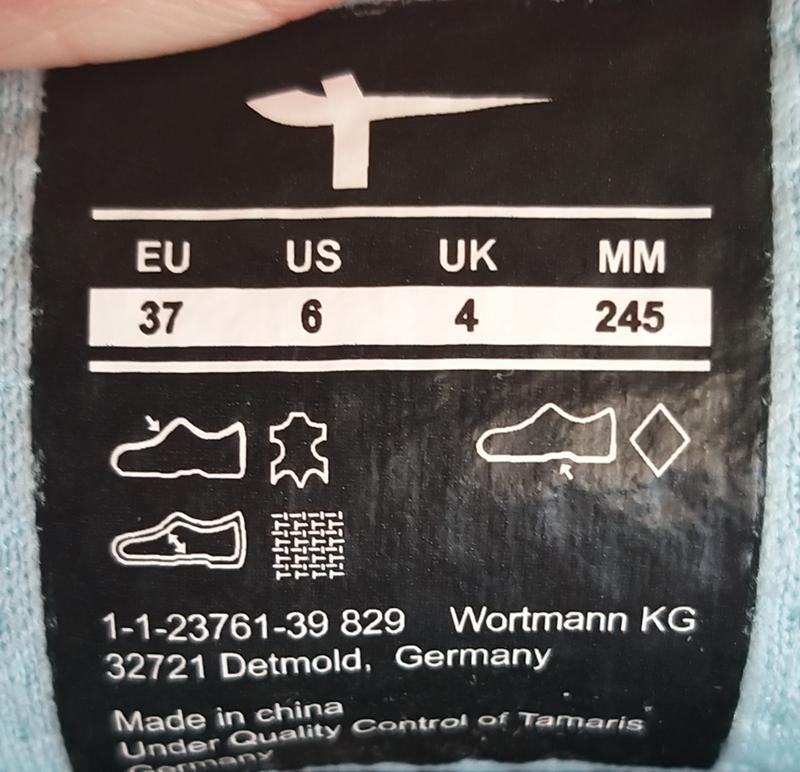 EU US UK MM
37 6 4 245
1-1-23761-39 829 Wortmann KG
32721 Detmold, Germany
Made in china
Under Quality Control of Tamaris
Germany